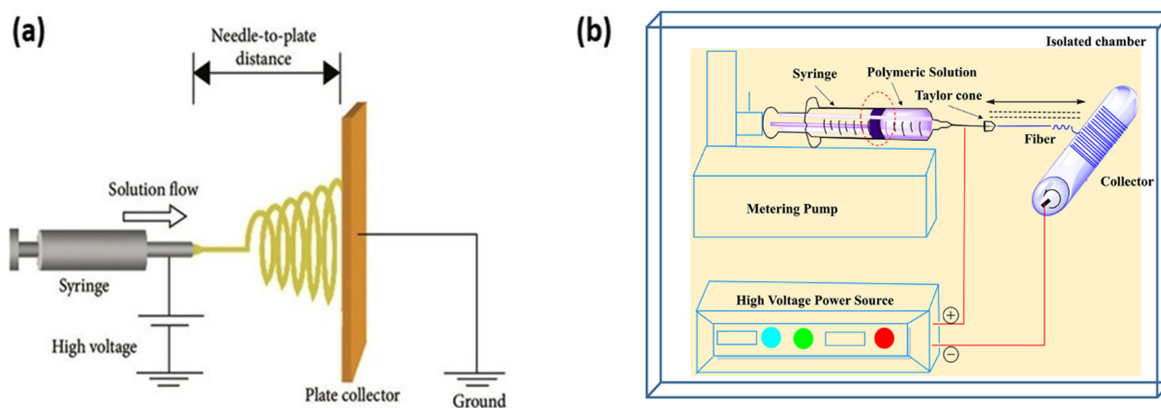 (a)
Needle-to-plate
distance
Solution flow
Syringe
High voltage
Plate collector
Ground
(b)
Isolated chamber
Syringe
Polymeric Solution
Taylor cone
Fiber
Collector
Metering Pump
High Voltage Power Source
+
−